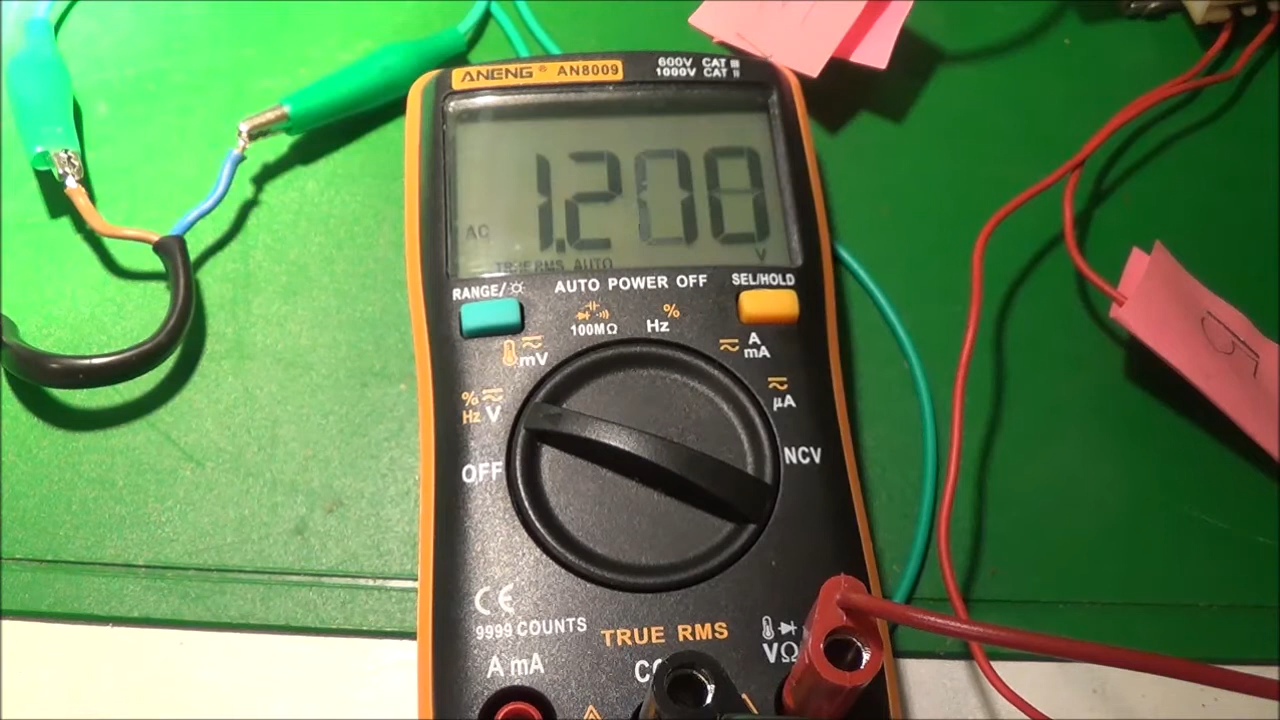 ANENG® AN8009
600V CAT III
1000V CAT II
1.200
AC
V
TRUE RMS AUTO
RANGE/
AUTO POWER OFF
SEL/HOLD
100MΩ
Hz %
mV
A
mA
% Hz V
μA
OFF
NCV
CE
9999 COUNTS
TRUE RMS
A mA
VΩ